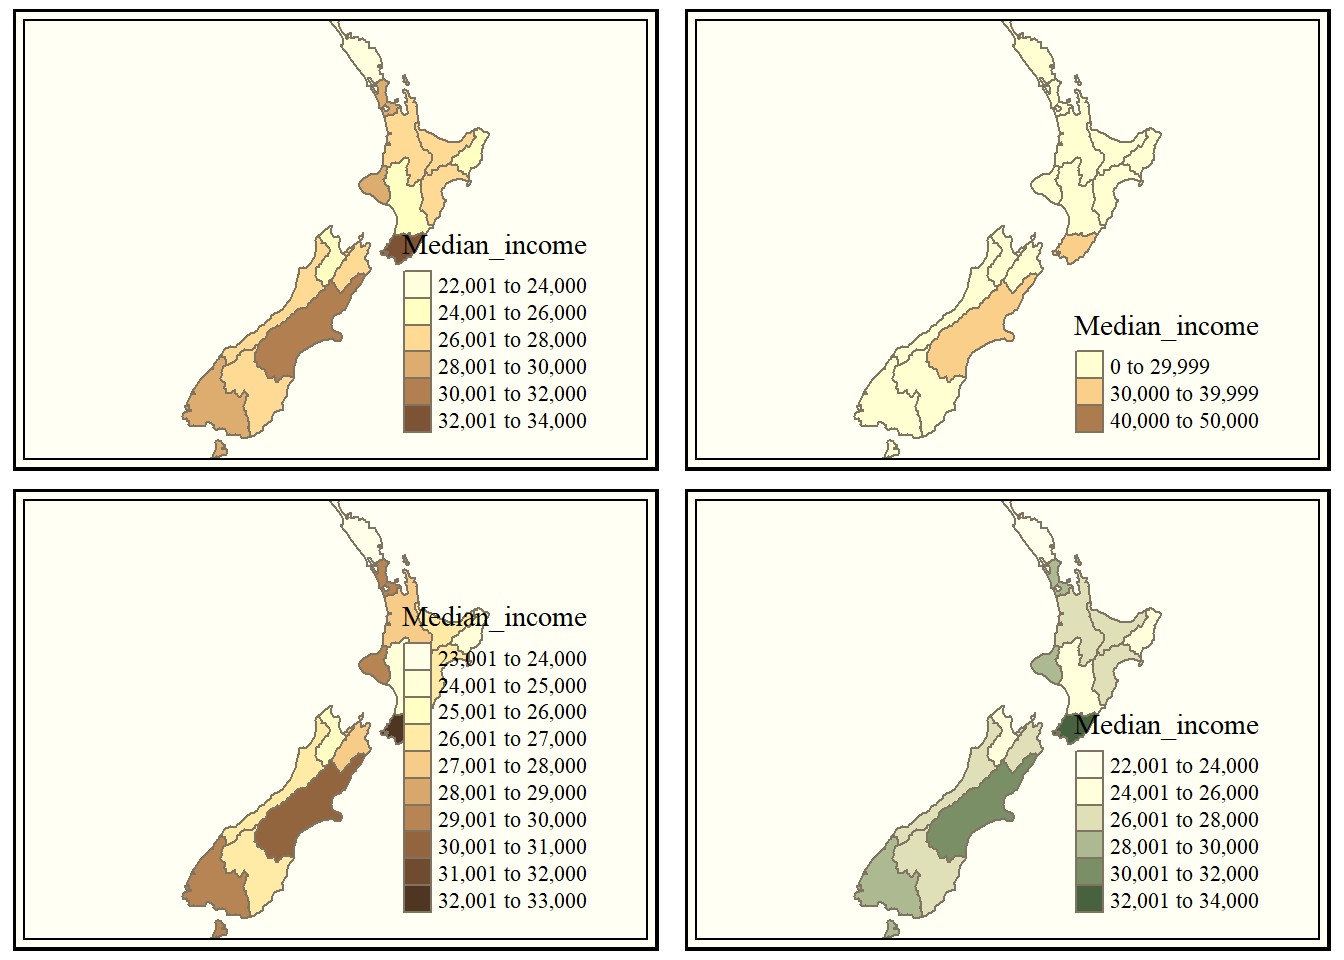 Median_income
22,001 to 24,000
24,001 to 26,000
26,001 to 28,000
28,001 to 30,000
30,001 to 32,000
32,001 to 34,000
Median_income
0 to 29,999
30,000 to 39,999
40,000 to 50,000
Median_income
23,001 to 24,000
24,001 to 25,000
25,001 to 26,000
26,001 to 27,000
27,001 to 28,000
28,001 to 29,000
29,001 to 30,000
30,001 to 31,000
31,001 to 32,000
32,001 to 33,000
Median_income
22,001 to 24,000
24,001 to 26,000
26,001 to 28,000
28,001 to 30,000
30,001 to 32,000
32,001 to 34,000